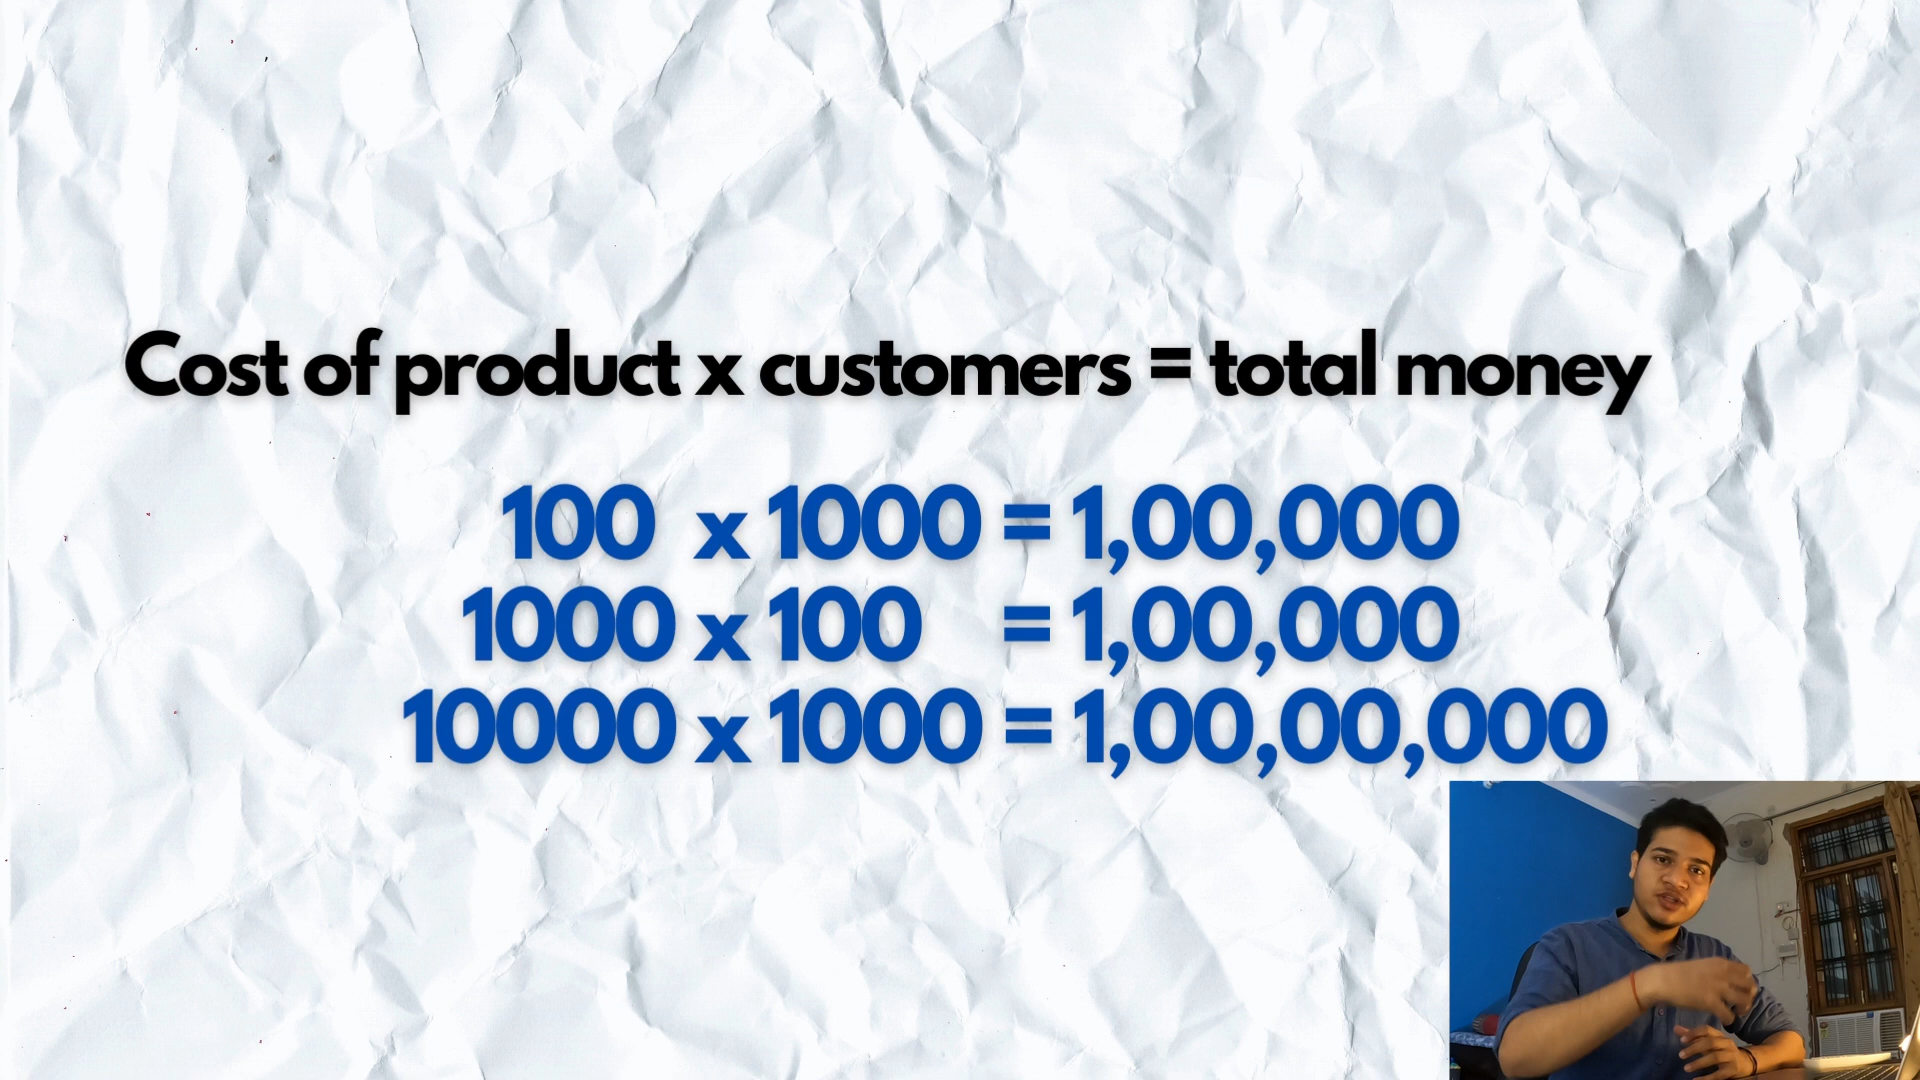 Cost of product x customers = total money
100 x 1000 = 1,00,000
1000 x 100 = 1,00,000
10000 x 1000 = 1,00,00,000